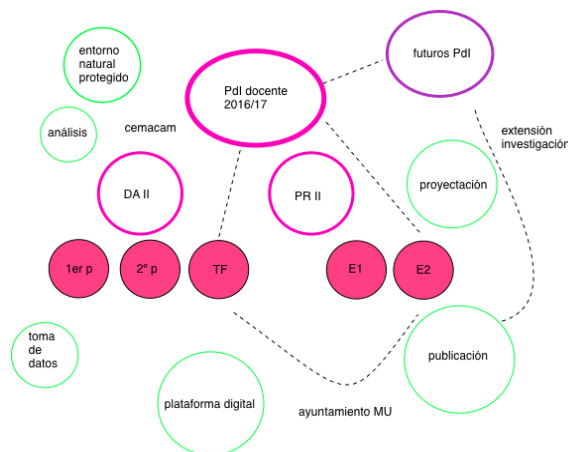 entorno
natural
protegido
PdI docente
2016/17
futuros PdI
análisis
cemacam
extensión
investigación
DA II
PR II
proyectación
1er p
2º p
TF
E1
E2
toma
de
datos
publicación
plataforma digital
ayuntamiento MU